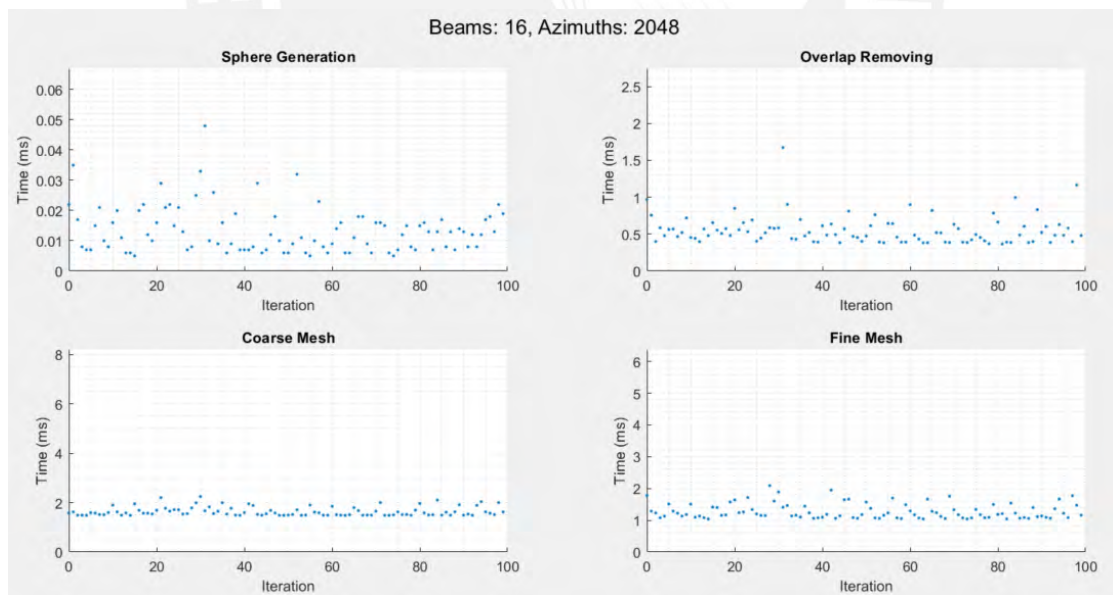 Beams: 16, Azimuths: 2048
Sphere Generation
Time (ms)
0.06
0.05
0.04
0.03
0.02
0.01
0
0 20 40 60 80 100
Iteration
Overlap Removing
Time (ms)
2.5
2
1.5
1
0.5
0
0 20 40 60 80 100
Iteration
Coarse Mesh
Time (ms)
8
6
4
2
0
0 20 40 60 80 100
Iteration
Fine Mesh
Time (ms)
6
5
4
3
2
1
0
0 20 40 60 80 100
Iteration